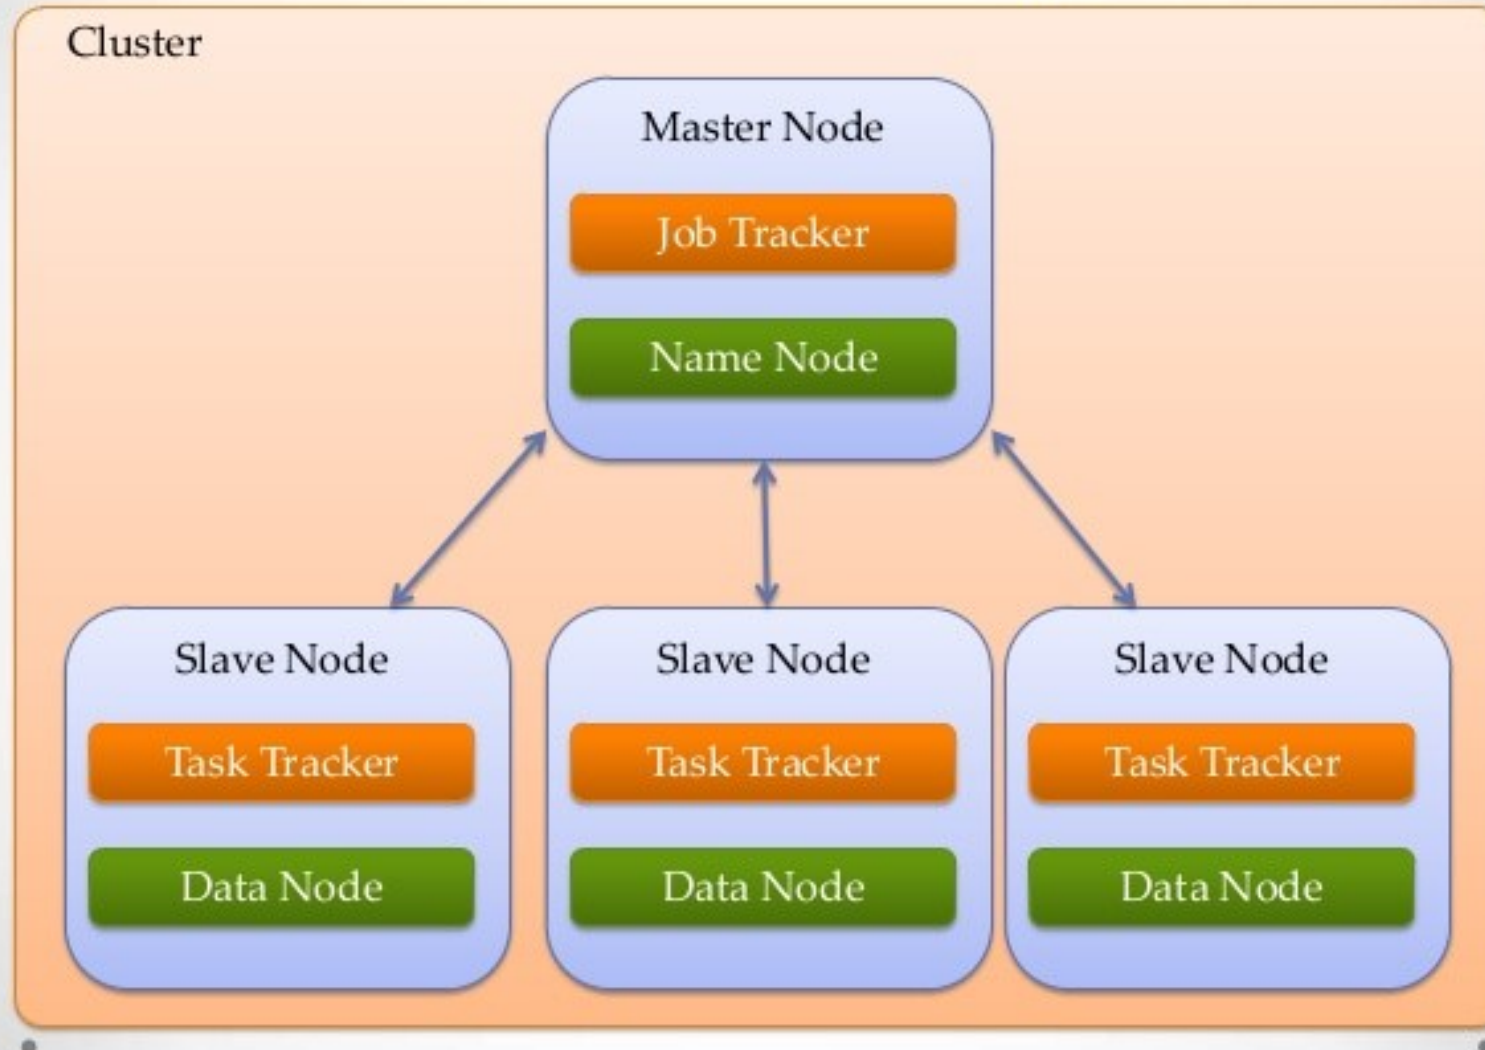 Cluster
Master Node
Job Tracker
Name Node
Slave Node
Task Tracker
Data Node
Slave Node
Task Tracker
Data Node
Slave Node
Task Tracker
Data Node